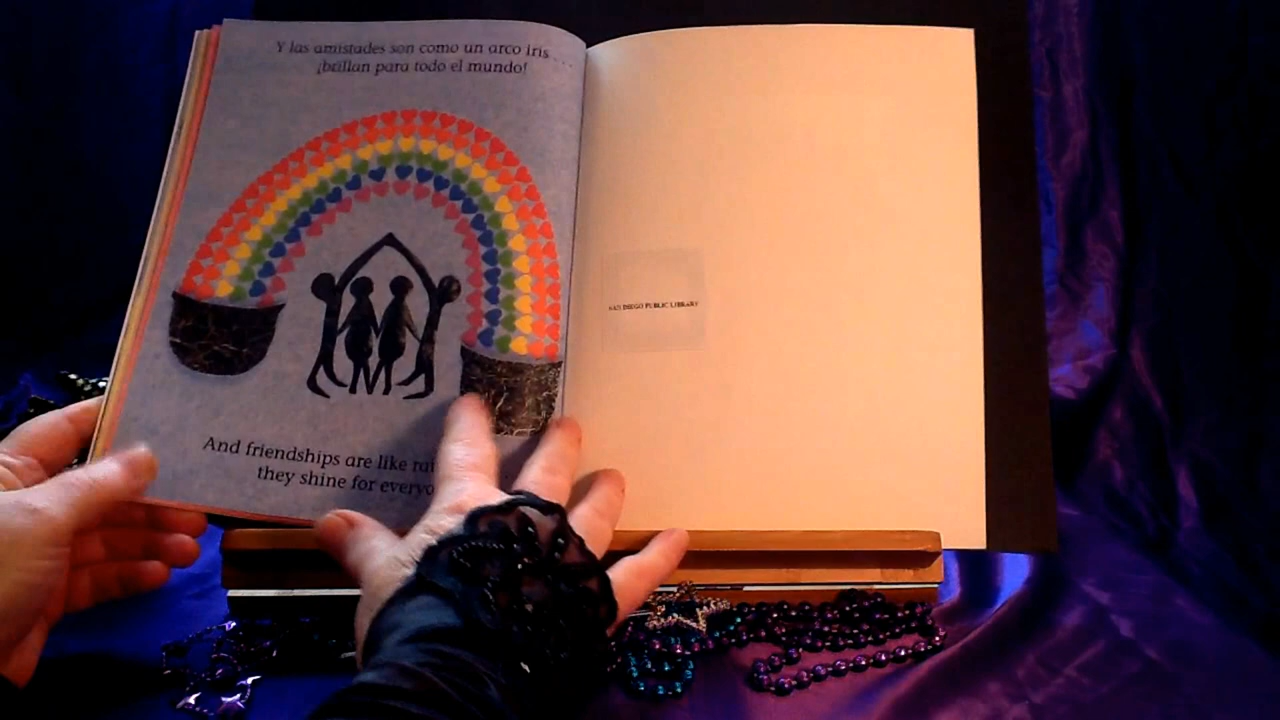 Y las amistades son como un arco iris ....
¡brillan para todo el mundo!
And friendships are like
they shine for
SAN DIEGO PUBLIC LIBRARY